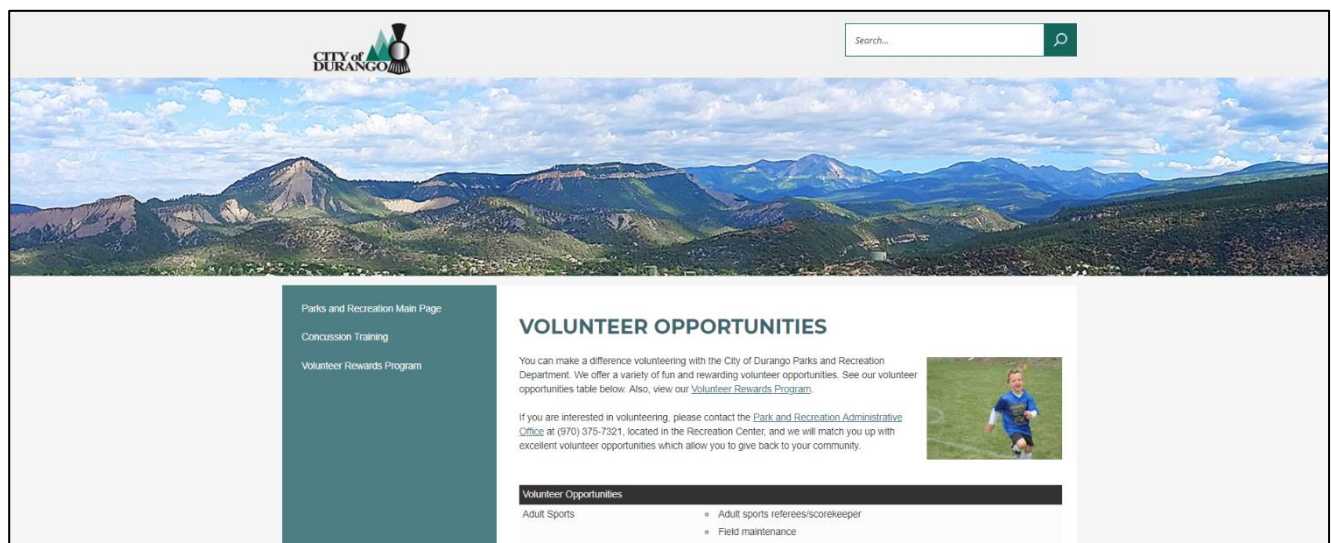 CITY of
DURANGO
Search...
Parks and Recreation Main Page
Concussion Training
Volunteer Rewards Program
VOLUNTEER OPPORTUNITIES
You can make a difference volunteering with the City of Durango Parks and Recreation
Department. We offer a variety of fun and rewarding volunteer opportunities. See our volunteer
opportunities table below. Also, view our Volunteer Rewards Program.
If you are interested in volunteering, please contact the Park and Recreation Administrative
Office at (970) 375-7321, located in the Recreation Center, and we will match you up with
excellent volunteer opportunities which allow you to give back to your community.
Volunteer Opportunities
Adult Sports
Adult sports referees/scorekeeper
Field maintenance